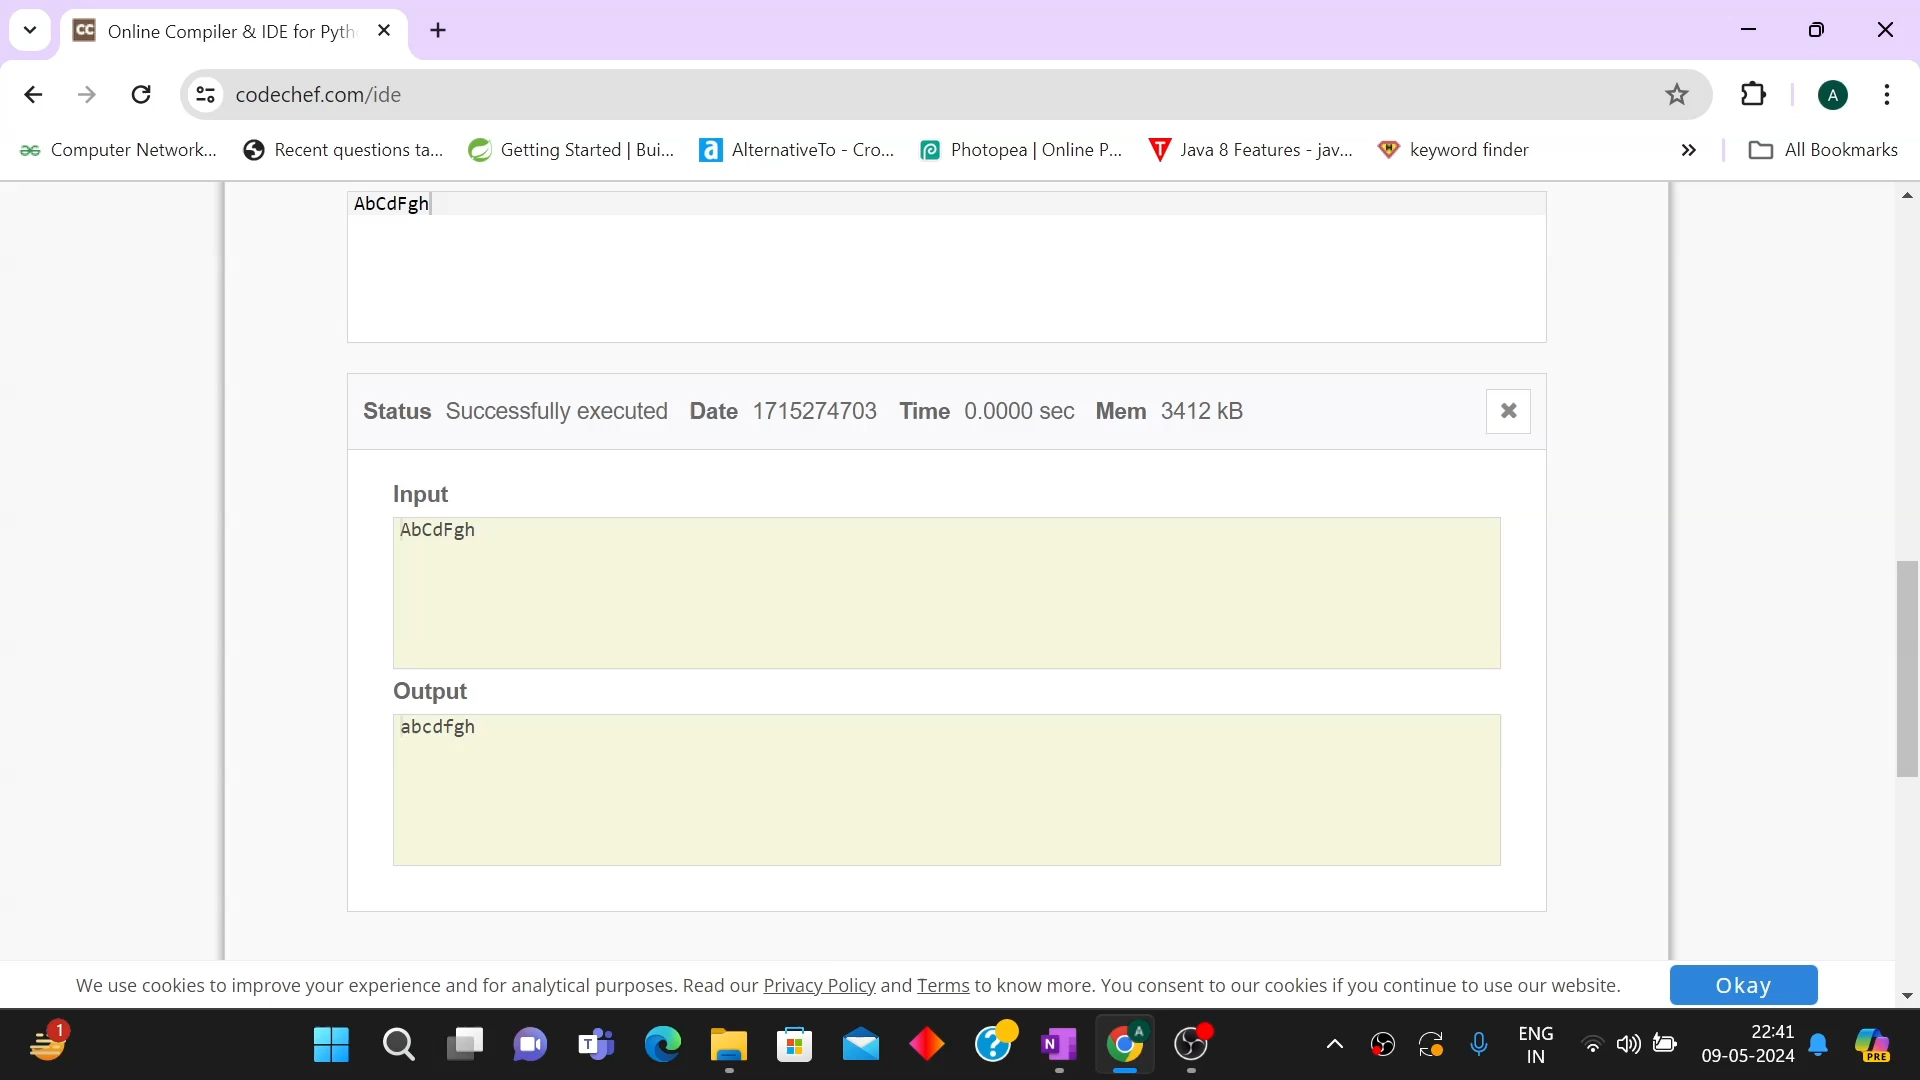 CC Online Compiler & IDE for Pyth
codechef.com/ide
A
Computer Network... Recent questions ta... Getting Started | Bui... a AlternativeTo - Cro... Photopea | Online P... T Java 8 Features - jav... keyword finder » All Bookmarks
AbCdFgh
Status Successfully executed Date 1715274703 Time 0.0000 sec Mem 3412 kB
Input
AbCdFgh
Output
abcdfgh
We use cookies to improve your experience and for analytical purposes. Read our Privacy Policy and Terms to know more. You consent to our cookies if you continue to use our website. Okay
1
T
N
A
ENG
IN
22:41
09-05-2024
PRE